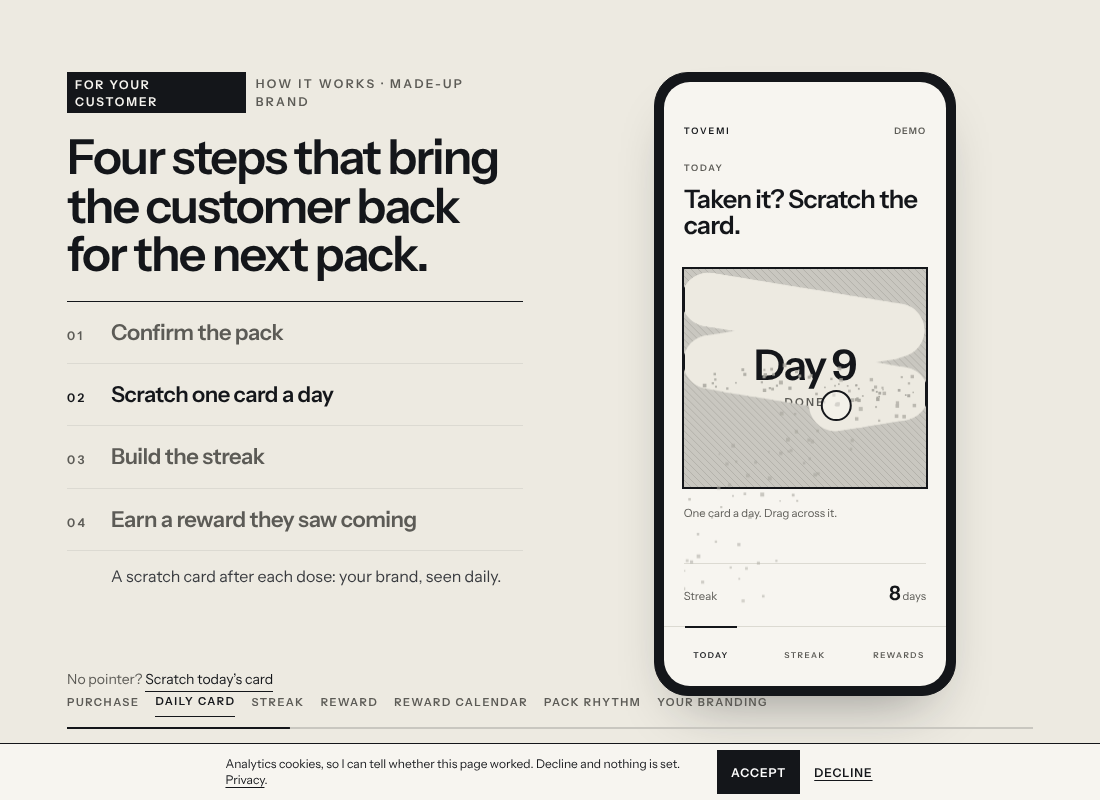 FOR YOUR
CUSTOMER
HOW IT WORKS · MADE-UP
BRAND
Four steps that bring
the customer back
for the next pack.
01 Confirm the pack
02 Scratch one card a day
03 Build the streak
04 Earn a reward they saw coming
A scratch card after each dose: your brand, seen daily.
No pointer? Scratch today’s card
PURCHASE DAILY CARD STREAK REWARD REWARD CALENDAR PACK RHYTHM YOUR BRANDING
TOVEMI DEMO
TODAY
Taken it? Scratch the
card.
Day 9
DONE
One card a day. Drag across it.
Streak 8 days
TODAY STREAK REWARDS
Analytics cookies, so I can tell whether this page worked. Decline and nothing is set.
Privacy.
ACCEPT DECLINE